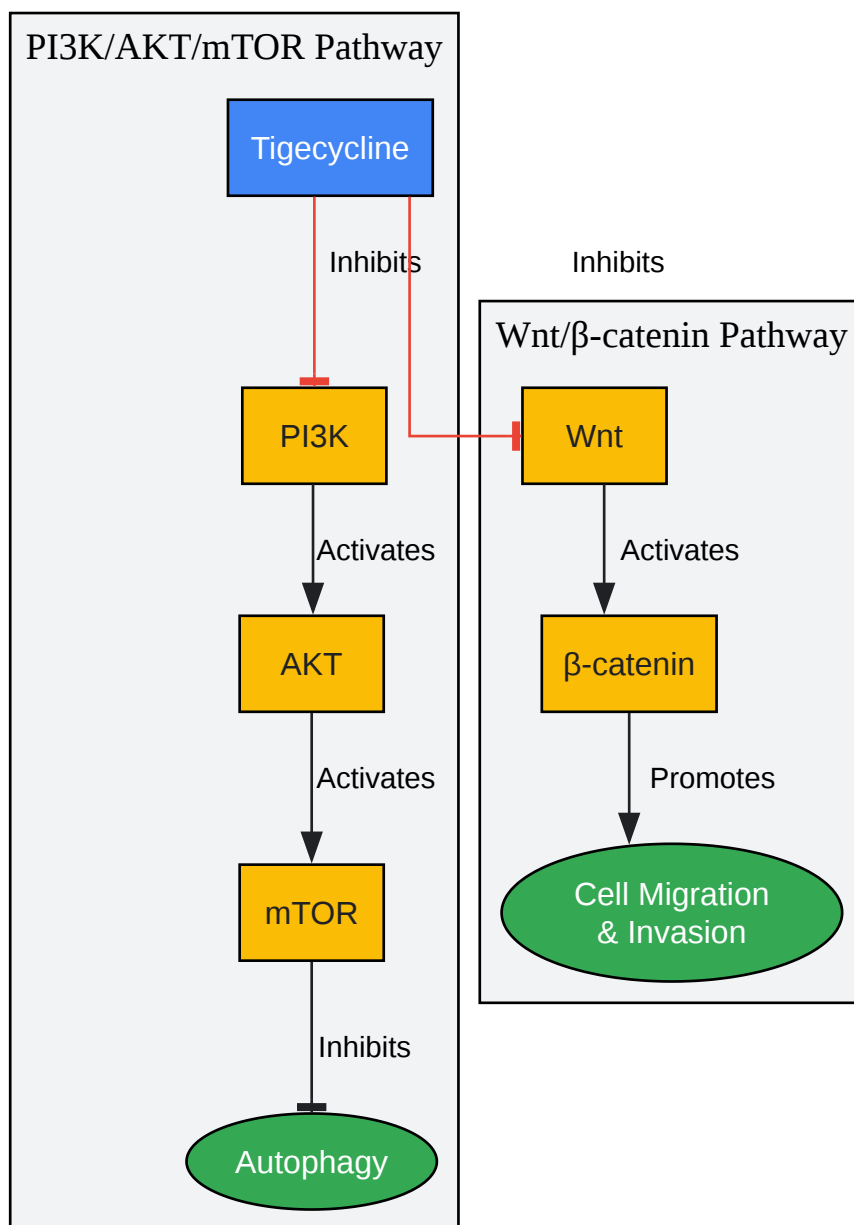 PI3K/AKT/mTOR Pathway
Tigecycline
Inhibits
Inhibits
Wnt/β-catenin Pathway
PI3K
Wnt
Activates
Activates
AKT
β-catenin
Activates
Promotes
mTOR
Cell Migration
& Invasion
Inhibits
Autophagy